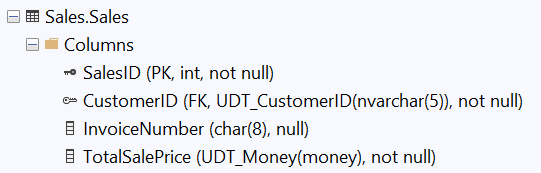 Sales.Sales
Columns
SalesID (PK, int, not null)
CustomerID (FK, UDT_CustomerID(nvarchar(5)), not null)
InvoiceNumber (char(8), null)
TotalSalePrice (UDT_Money(money), not null)